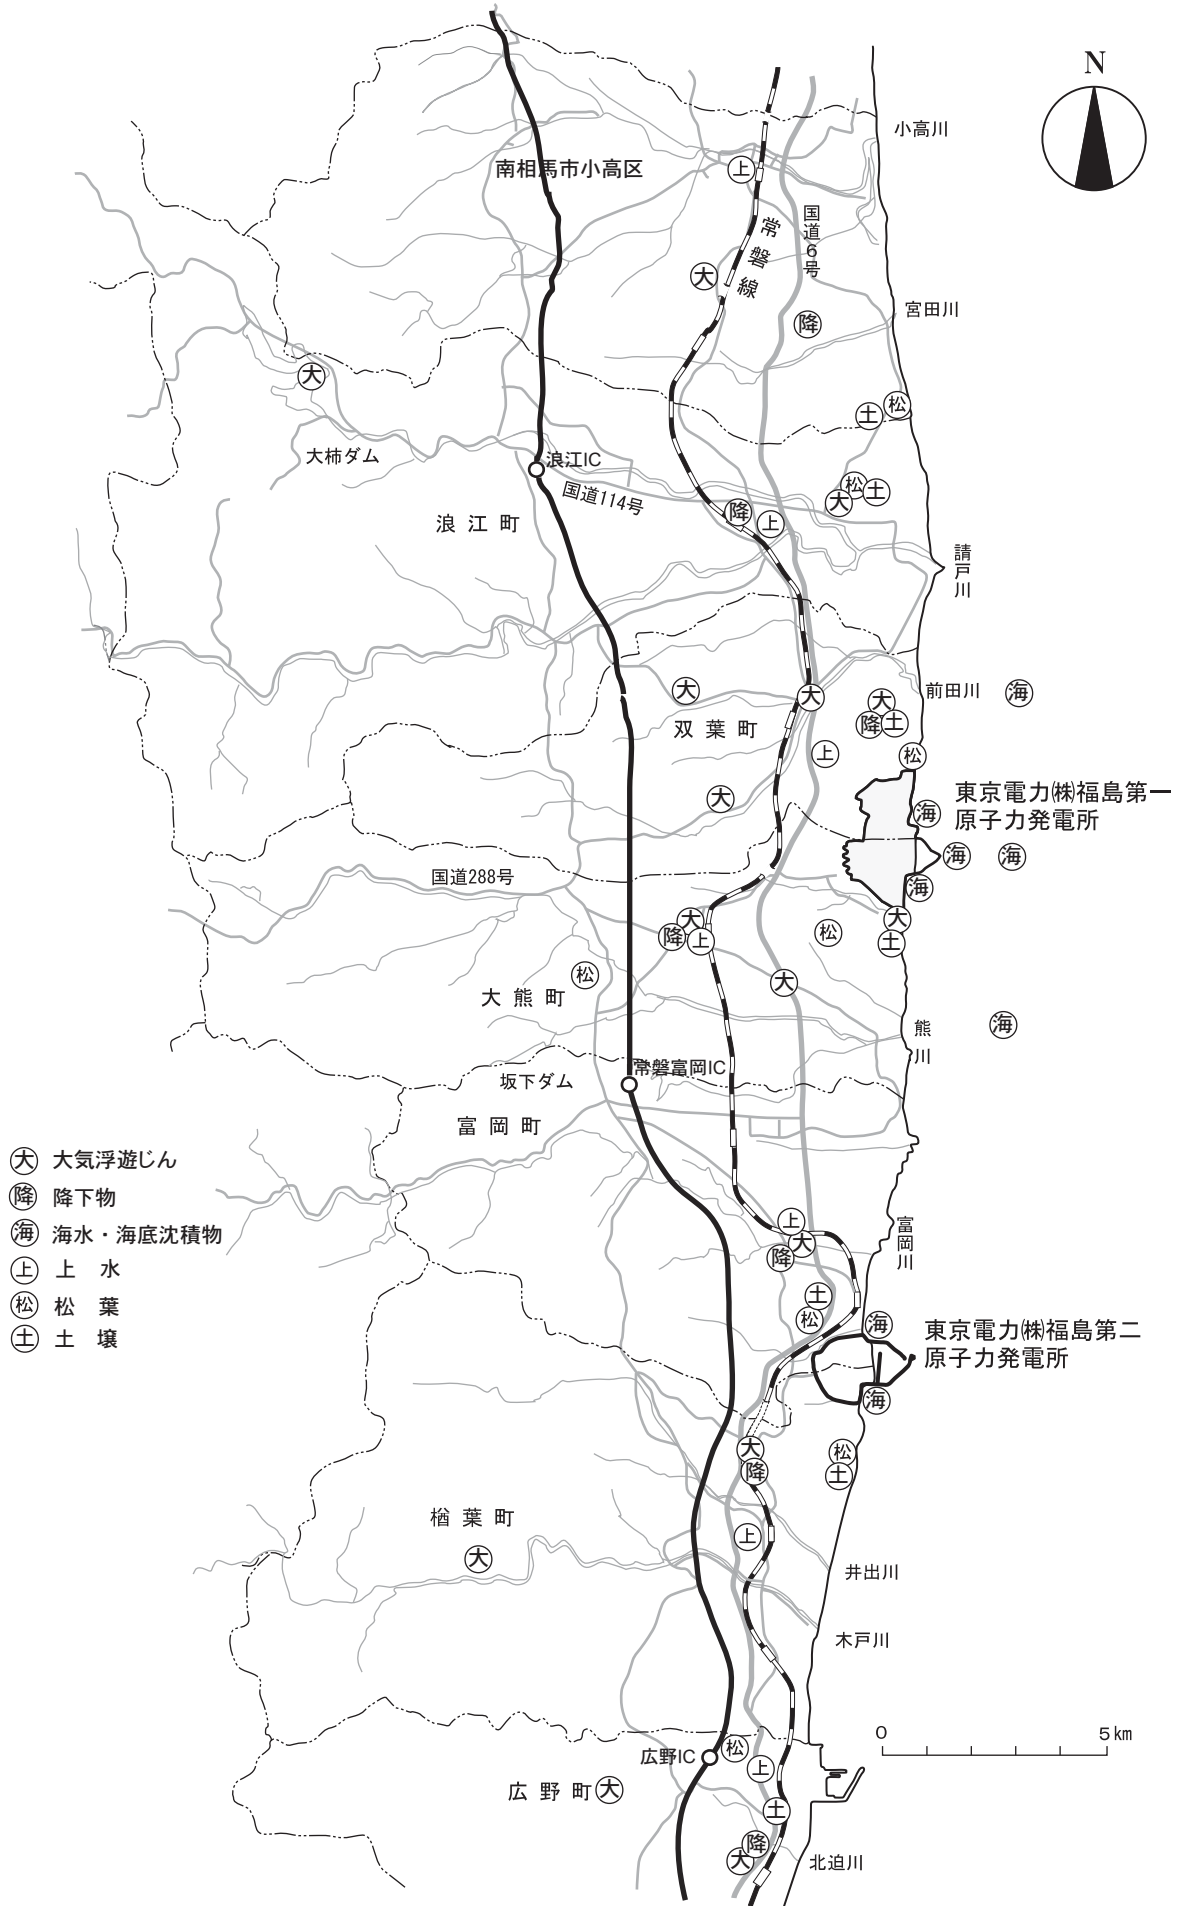 N
小高川
南相馬市小高区
上
国道6号
常磐線
大
降
宮田川
大
松
土
大柿ダム
浪江IC
国道114号
松
土
大
浪江町
降
上
請戸川
大
大
大
前田川
海
双葉町
降
土
上
松
大
東京電力㈱福島第一
原子力発電所
海
海
海
国道288号
海
大
大
降
上
松
土
松
大
大熊町
海
熊川
坂下ダム
常磐富岡IC
富岡町
大 大気浮遊じん
降 降下物
海 海水・海底沈積物
上 上水
松 松葉
土 土壌
上
大
降
富岡川
土
松
海
東京電力㈱福島第二
原子力発電所
海
大
降
松
土
楢葉町
大
上
井出川
木戸川
0 5km
広野IC
松
上
広野町
大
土
降
大
北迫川